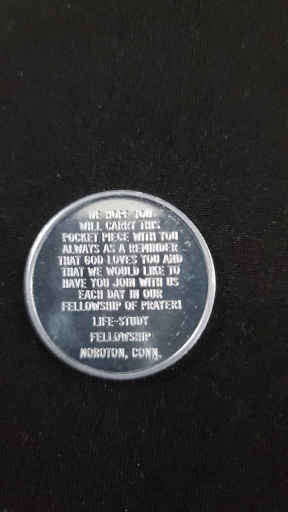 WE HOPE YOU
WILL CARRY THIS
POCKET PIECE WITH YOU
ALWAYS AS A REMINDER
THAT GOD LOVES YOU AND
THAT WE WOULD LIKE TO
HAVE YOU JOIN WITH US
EACH DAY IN OUR
FELLOWSHIP OF PRAYER!
LIFE-STUDY
FELLOWSHIP
NOROTON, CONN.